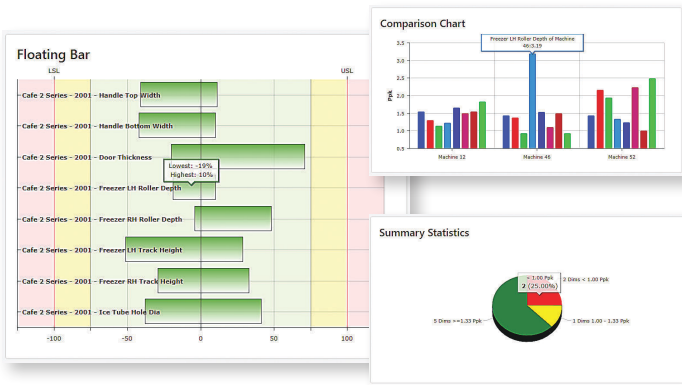 Floating Bar
LSL
USL
Cafe 2 Series - 2001 - Handle Top Width
Cafe 2 Series - 2001 - Handle Bottom Width
Cafe 2 Series - 2001 - Door Thickness
Lowest: -19%
Highest: 10%
Cafe 2 Series - 2001 - Freezer LH Roller Depth
Cafe 2 Series - 2001 - Freezer RH Roller Depth
Cafe 2 Series - 2001 - Freezer LH Track Height
Cafe 2 Series - 2001 - Freezer RH Track Height
Cafe 2 Series - 2001 - Ice Tube Hole Dia
-100
-50
0
50
100
Comparison Chart
Freezer LH Roller Depth of Machine
46:3.19
3.5
3.0
2.5
2.0
1.5
1.0
0.5
Ppk
Machine 12
Machine 46
Machine 52
Summary Statistics
< 1.00 Ppk
2 (25.00%)
2 Dims < 1.00 Ppk
5 Dims >=1.33 Ppk
1 Dims 1.00 - 1.33 Ppk